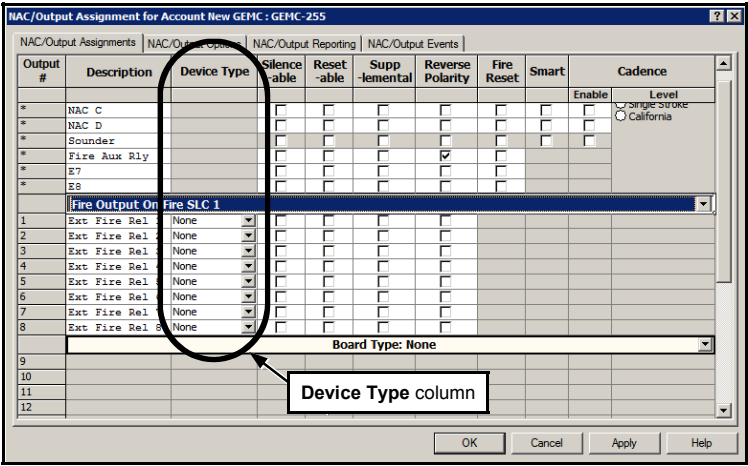 NAC/Output Assignment for Account New GEMC : GEMC-255
NAC/Output Assignments NAC/Output Options NAC/Output Reporting NAC/Output Events
Output # Description Device Type Silence -able Reset -able Supp -lemental Reverse Polarity Fire Reset Smart Cadence
Enable Level
* NAC C Single Stroke
California
* NAC D
* Sounder
* Fire Aux Rly
* E7
* E8
Fire Output On Fire SLC 1
1 Ext Fire Rel None
2 Ext Fire Rel None
3 Ext Fire Rel None
4 Ext Fire Rel None
5 Ext Fire Rel None
6 Ext Fire Rel None
7 Ext Fire Rel None
8 Ext Fire Rel 8 None
Board Type: None
9
10
11
12
Device Type column
OK Cancel Apply Help